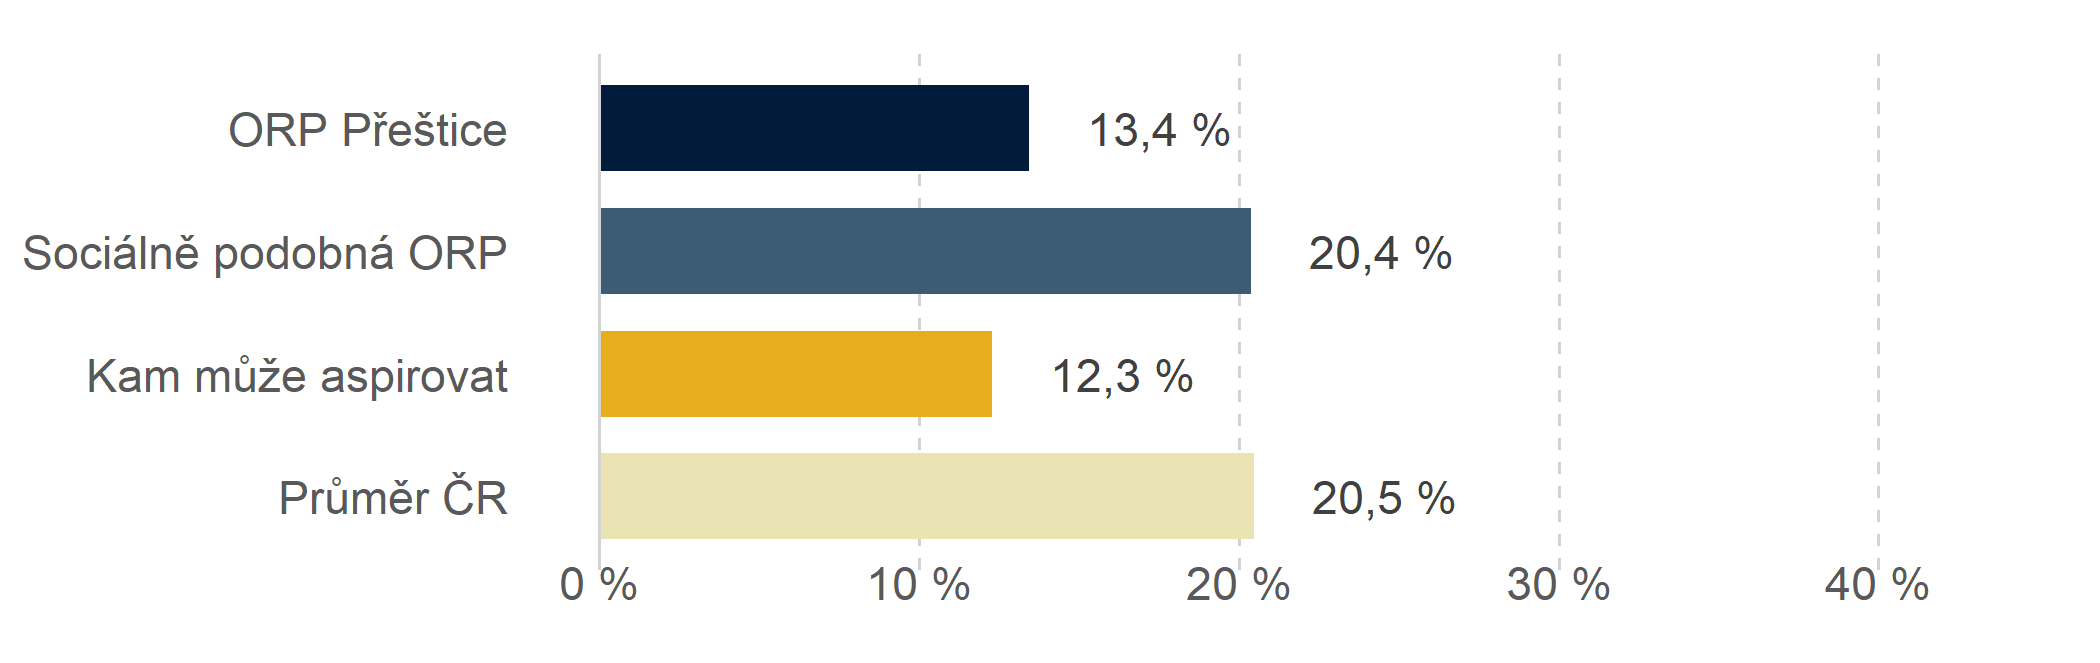 ORP Přeštice
13,4 %
Sociálně podobná ORP
20,4 %
Kam může aspirovat
12,3 %
Průměr ČR
20,5 %
0 %
10 %
20 %
30 %
40 %